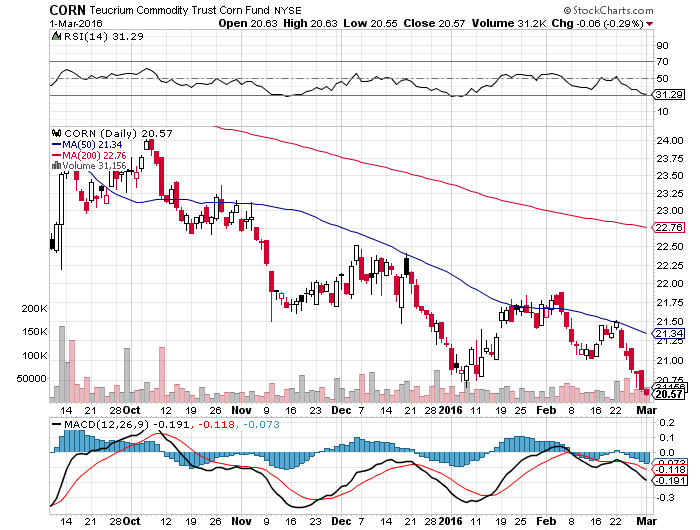 CORN Teucrium Commodity Trust Corn Fund NYSE © StockCharts.com
1-Mar-2016 Open 20.63 High 20.63 Low 20.55 Close 20.57 Volume 31.2K Chg -0.06 (-0.29%)
RSI(14) 31.29
90
70
50
31.29
10
CORN (Daily) 20.57
MA(50) 21.34
MA(200) 22.76
Volume 31,156
24.00
23.75
23.50
23.25
23.00
22.76
22.50
22.25
22.00
21.75
21.50
21.34
21.00
20.75
20.57
200K
150K
100K
50000
14 21 28 Oct 12 19 26 Nov 9 16 23 Dec 7 14 21 28 2016 11 19 25 Feb 8 16 22 Mar
MACD(12,26,9) -0.191, -0.118, -0.073
0.2
0.1
0.0
-0.073
-0.118
-0.191
-0.3
14 21 28 Oct 12 19 26 Nov 9 16 23 Dec 7 14 21 28 2016 11 19 25 Feb 8 16 22 Mar